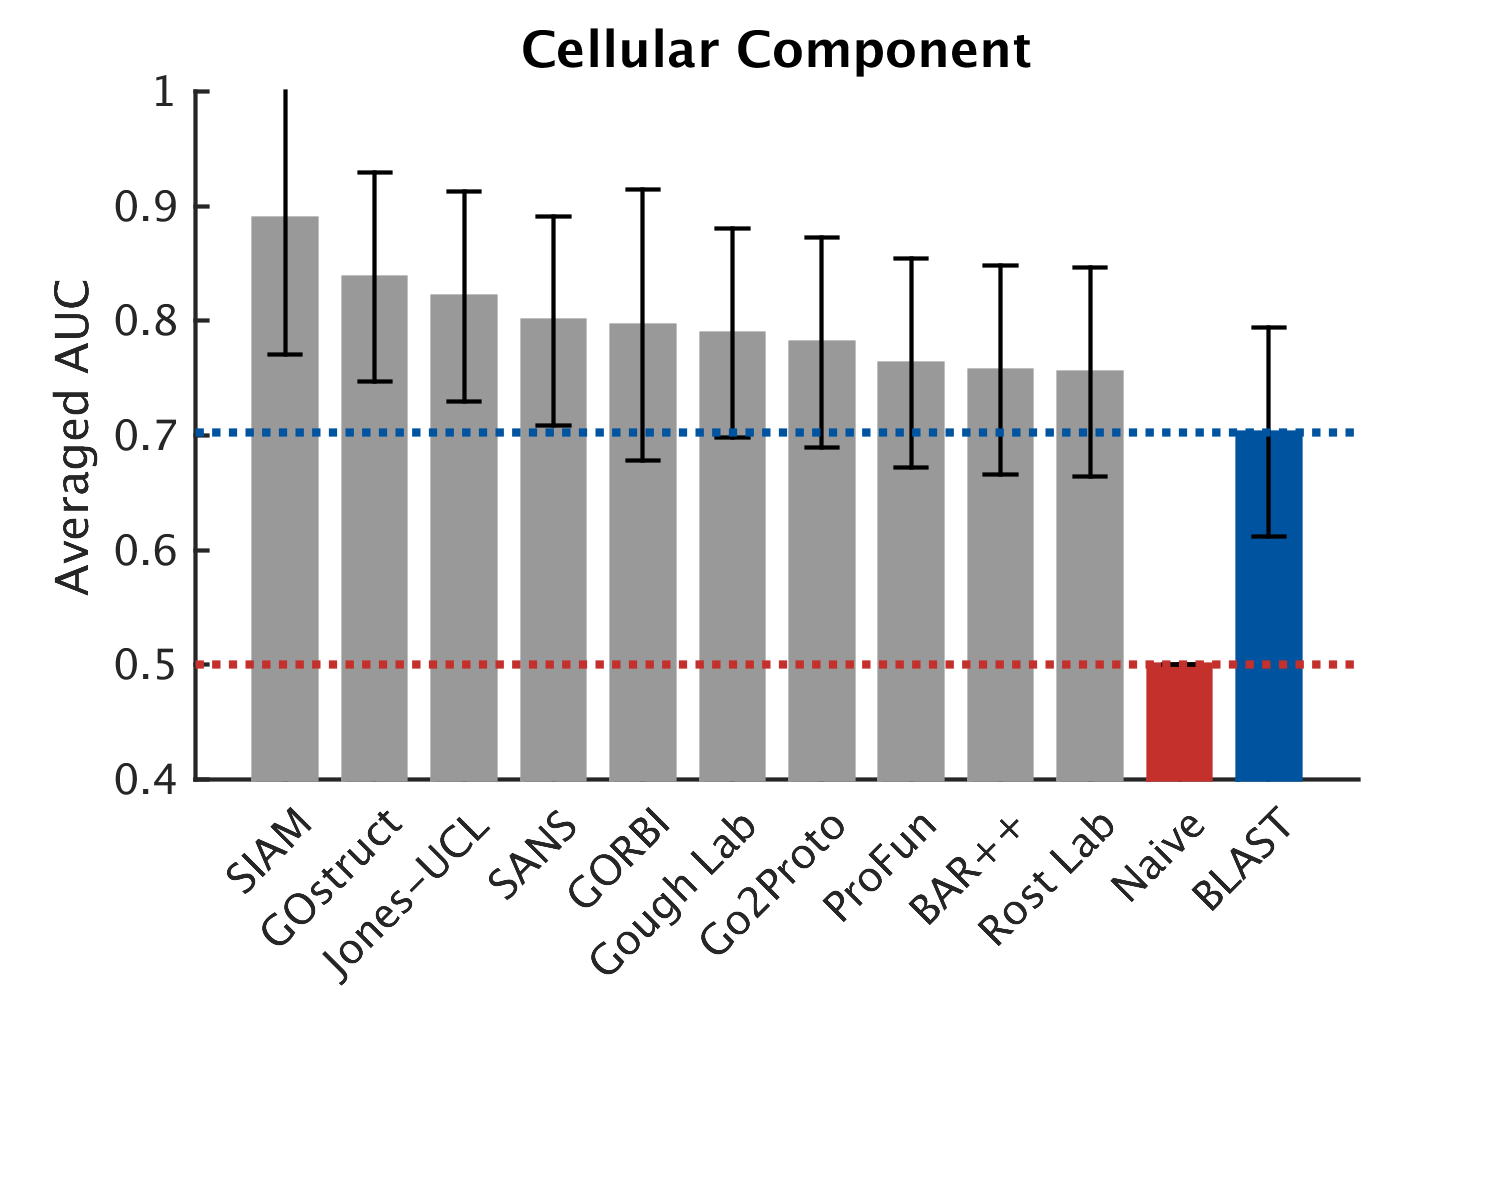 Cellular Component
Averaged AUC
1
0.9
0.8
0.7
0.6
0.5
0.4
SIAM
GOstruct
Jones-UCL
SANS
GORBI
Gough Lab
Go2Proto
ProFun
BAR++
Rost Lab
Naive
BLAST